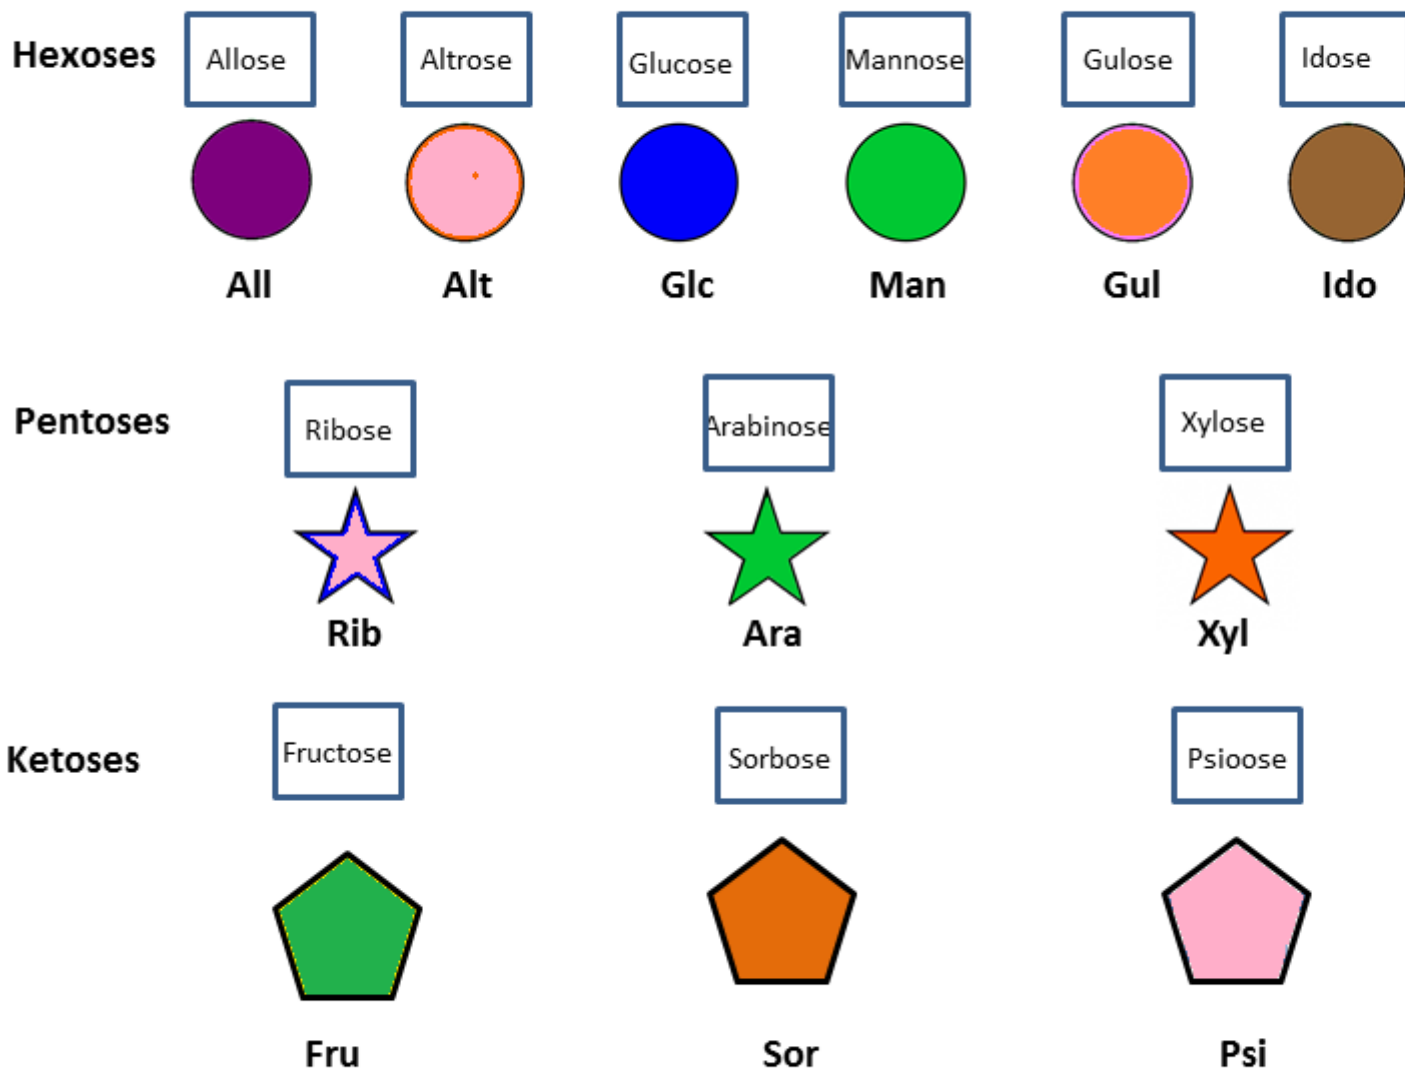 Hexoses Allose Altrose Glucose Mannose Gulose Idose
All Alt Glc Man Gul Ido
Pentoses Ribose Arabinose Xylose
Rib Ara Xyl
Ketoses Fructose Sorbose Psioose
Fru Sor Psi